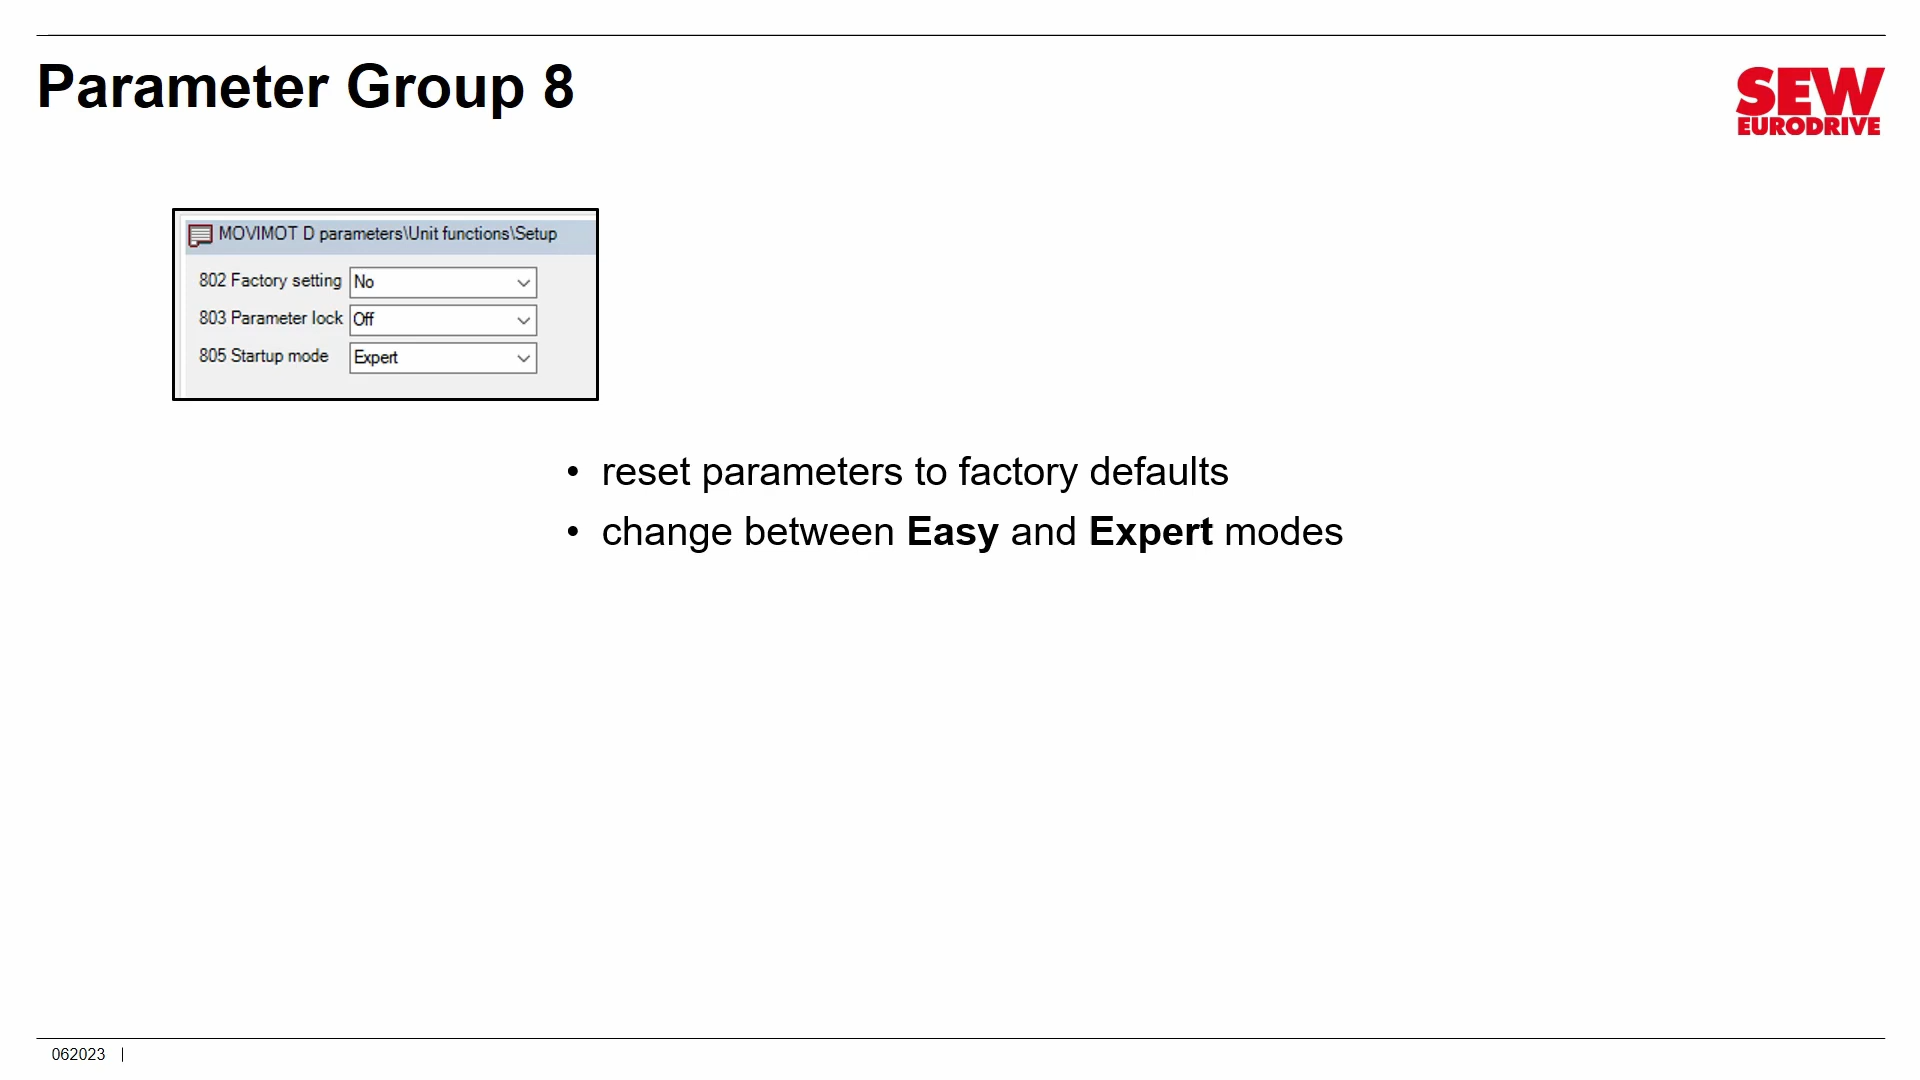 Parameter Group 8
SEW
EURODRIVE
MOVIMOT D parameters\Unit functions\Setup
802 Factory setting No
803 Parameter lock Off
805 Startup mode Expert
• reset parameters to factory defaults
• change between Easy and Expert modes
062023 |